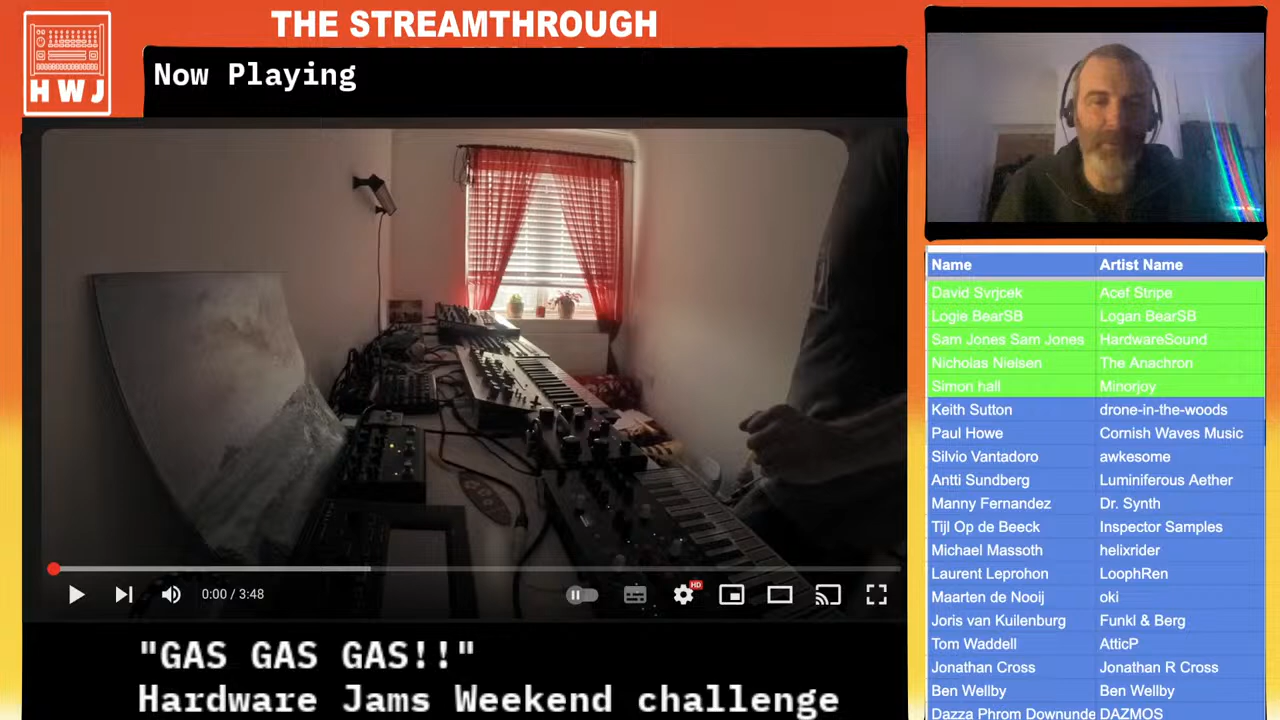 THE STREAMTHROUGH
HWJ
Now Playing
0:00 / 3:48
HD
"GAS GAS GAS!!"
Hardware Jams Weekend challenge
Name Artist Name
David Svrjcek Acef Stripe
Logie BearSB Logan BearSB
Sam Jones Sam Jones HardwareSound
Nicholas Nielsen The Anachron
Simon hall Minorjoy
Keith Sutton drone-in-the-woods
Paul Howe Cornish Waves Music
Silvio Vantadoro awkesome
Antti Sundberg Luminiferous Aether
Manny Fernandez Dr. Synth
Tijl Op de Beeck Inspector Samples
Michael Massoth helixrider
Laurent Leprohon LoophRen
Maarten de Nooij oki
Joris van Kuilenburg Funkl & Berg
Tom Waddell AtticP
Jonathan Cross Jonathan R Cross
Ben Wellby Ben Wellby
Dazza Phrom Downunde DAZMOS